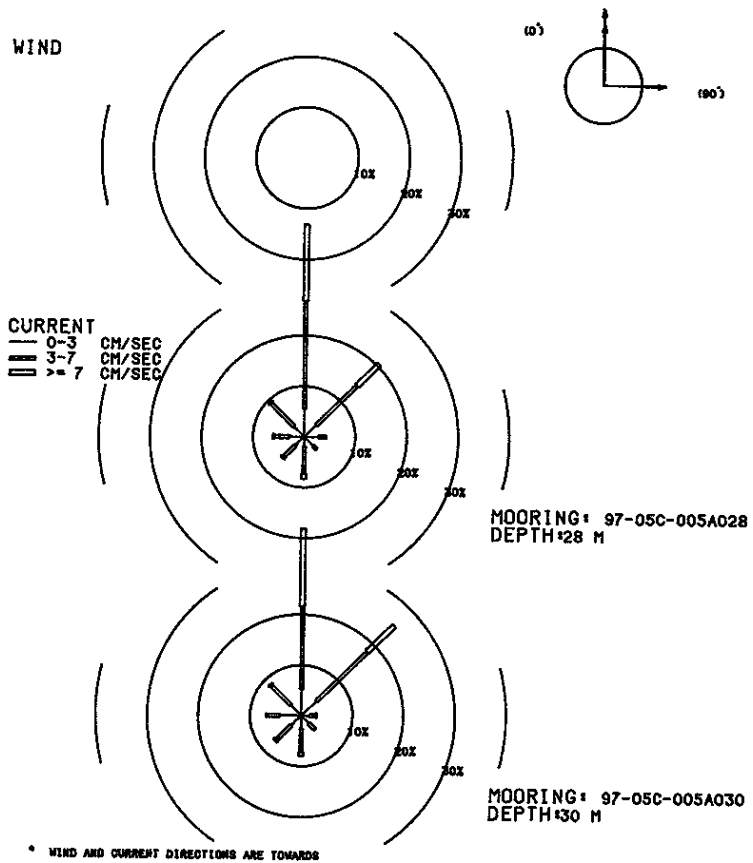 WIND
(0°)
(90°)
10%
20%
30%
CURRENT
0-3 CM/SEC
3-7 CM/SEC
>= 7 CM/SEC
10%
20%
30%
MOORING: 97-05C-005A028
DEPTH:28 M
10%
20%
30%
MOORING: 97-05C-005A030
DEPTH:30 M
* WIND AND CURRENT DIRECTIONS ARE TOWARDS